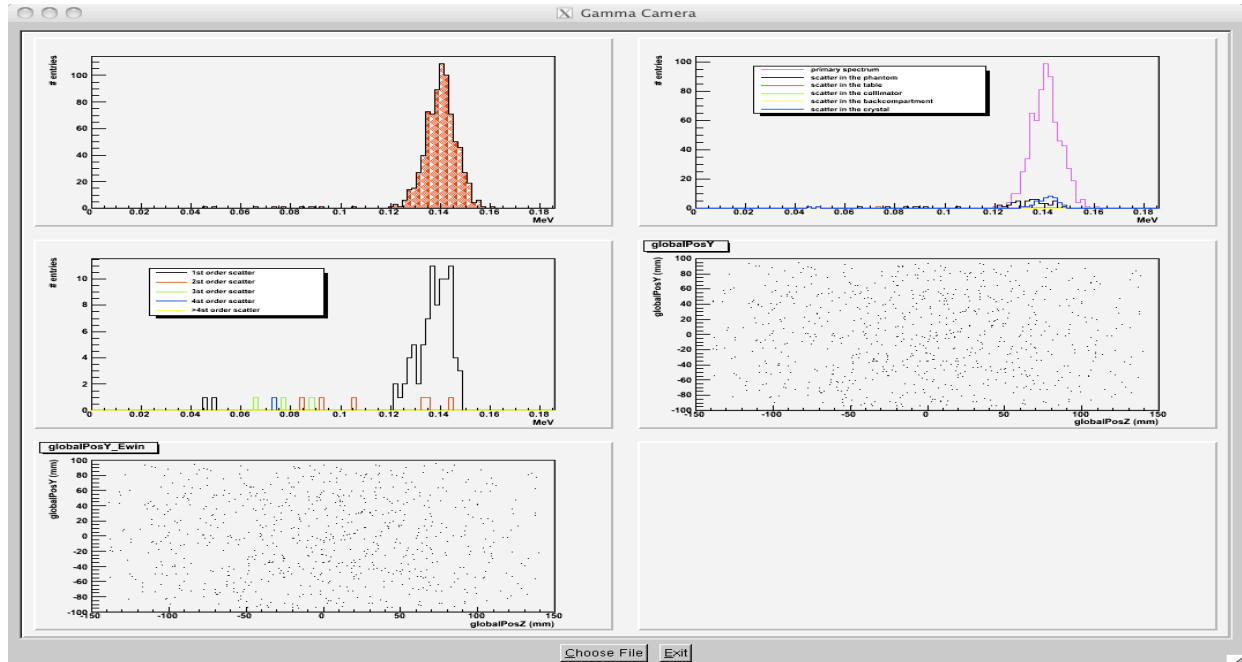 X Gamma Camera
# entries
100
80
60
40
20
0
0 0.02 0.04 0.06 0.08 0.1 0.12 0.14 0.16 0.18
MeV
# entries
100
80
60
40
20
0
primary spectrum
scatter in the phantom
scatter in the table
scatter in the collimator
scatter in the backcompartment
scatter in the crystal
0 0.02 0.04 0.06 0.08 0.1 0.12 0.14 0.16 0.18
MeV
# entries
10
8
6
4
2
0
1st order scatter
2st order scatter
3st order scatter
4st order scatter
>4st order scatter
0 0.02 0.04 0.06 0.08 0.1 0.12 0.14 0.16 0.18
MeV
globalPosY
globalPosY (mm)
100
80
60
40
20
0
-20
-40
-60
-80
-100
-150 -100 -50 0 50 100 150
globalPosZ (mm)
globalPosY_Ewin
globalPosY (mm)
100
80
60
40
20
0
-20
-40
-60
-80
-100
-150 -100 -50 0 50 100 150
globalPosZ (mm)
Choose File Exit